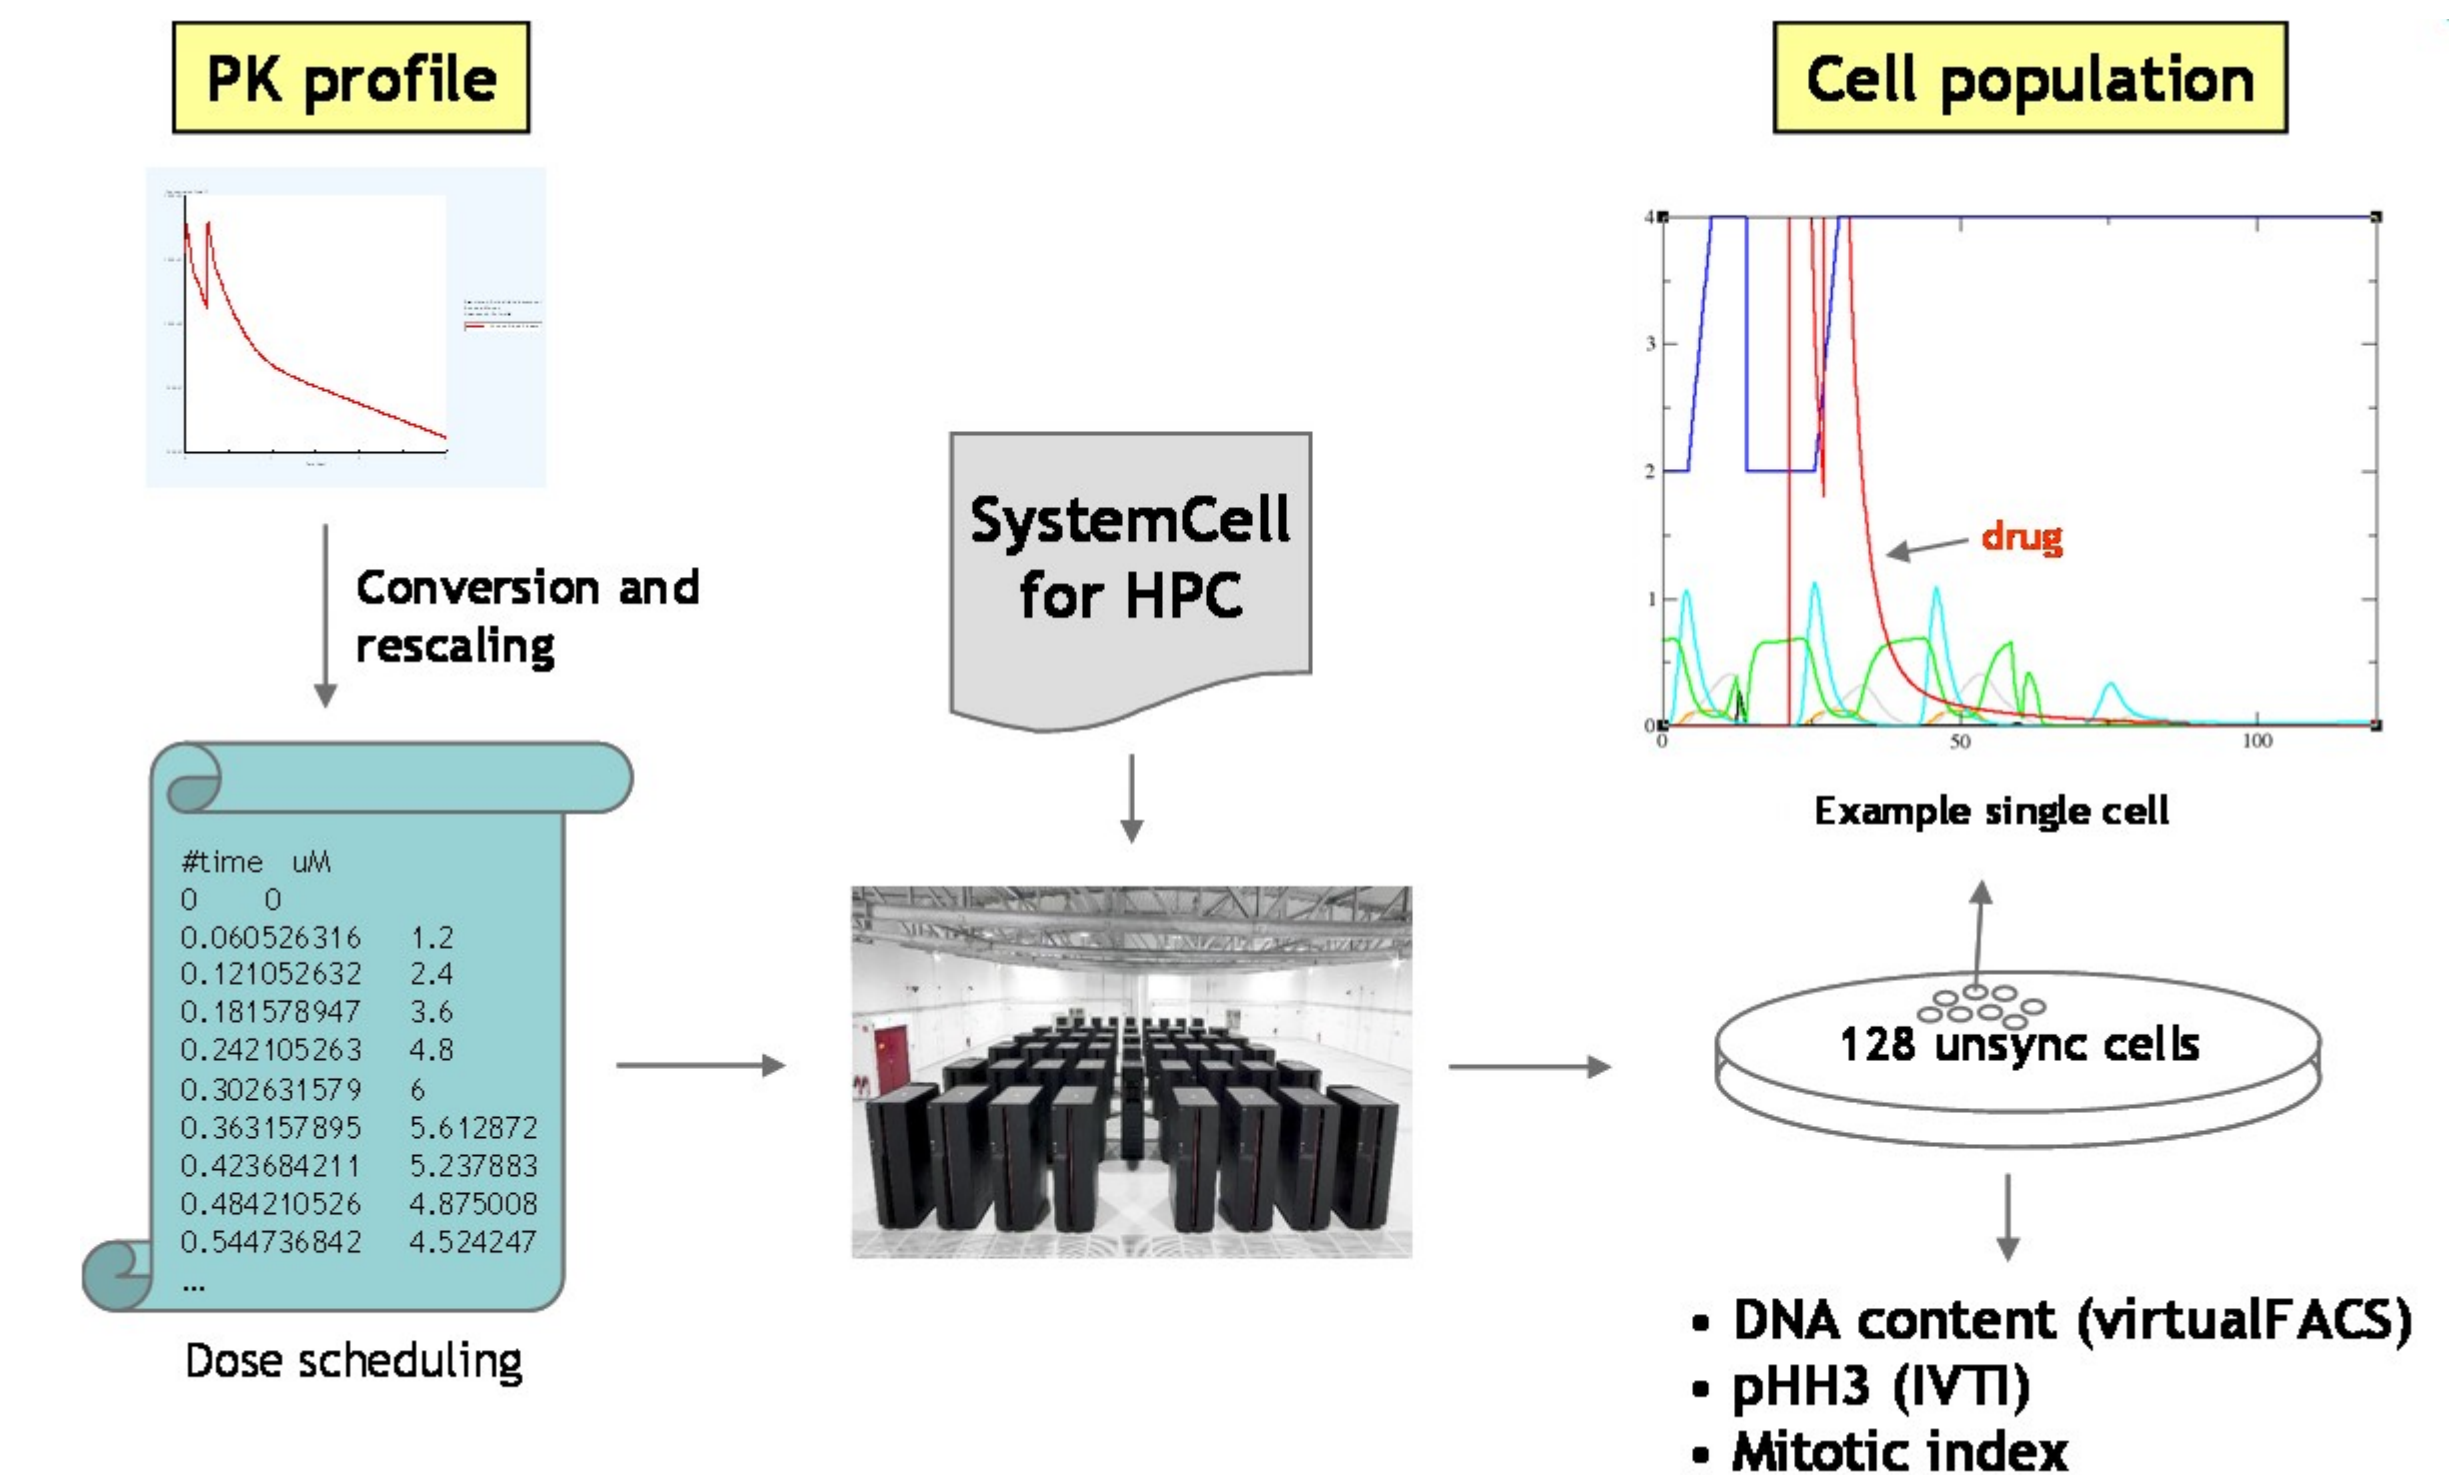 PK profile
Conversion and
rescaling
#time uM
0 0
0.060526316 1.2
0.121052632 2.4
0.181578947 3.6
0.242105263 4.8
0.302631579 6
0.363157895 5.612872
0.423684211 5.237883
0.484210526 4.875008
0.544736842 4.524247
...
Dose scheduling
SystemCell
for HPC
Cell population
4
3
2
1
0
0 50 100
drug
Example single cell
128 unsync cells
• DNA content (virtualFACS)
• pHH3 (IVTI)
• Mitotic index